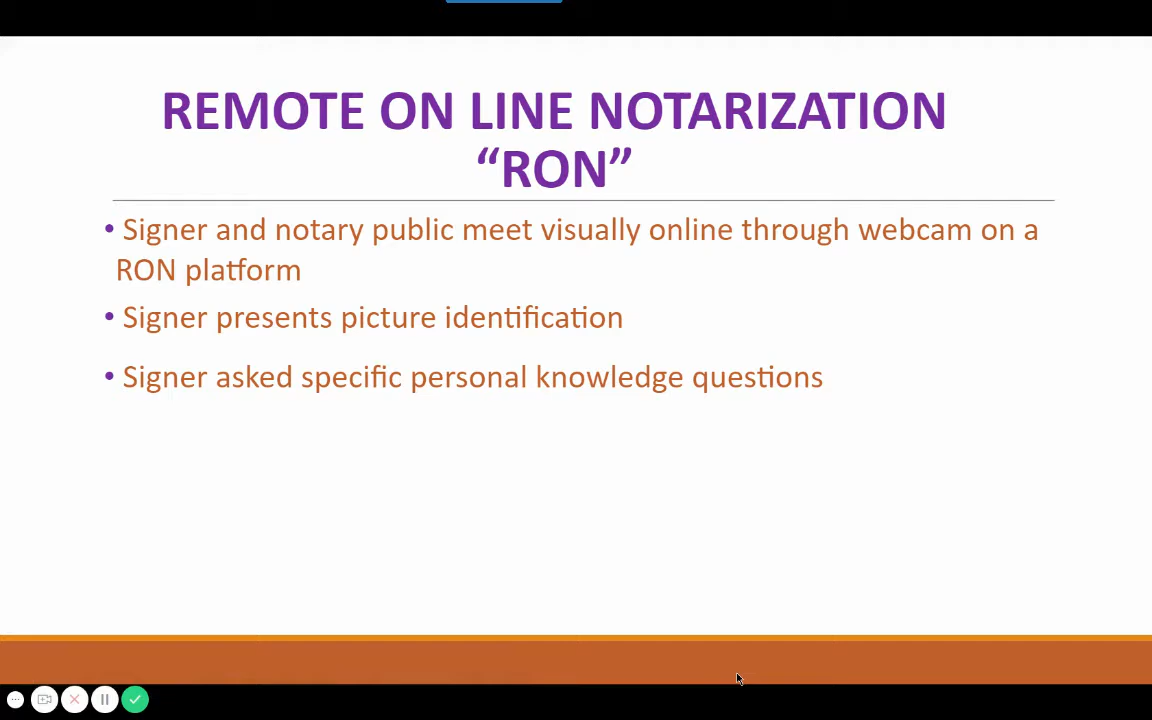 REMOTE ON LINE NOTARIZATION
“RON”
• Signer and notary public meet visually online through webcam on a
RON platform
• Signer presents picture identification
• Signer asked specific personal knowledge questions